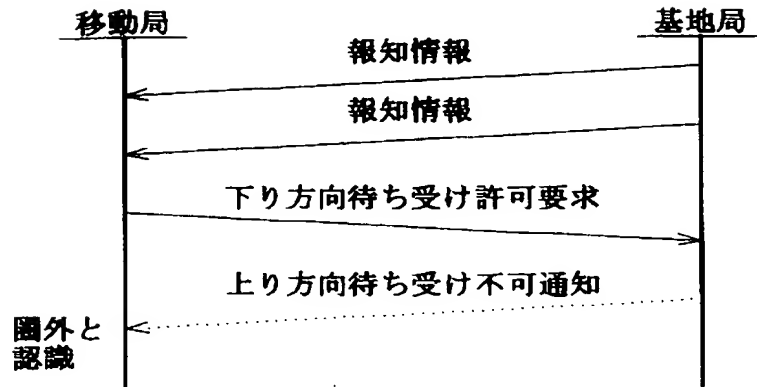 移動局
基地局
報知情報
報知情報
下り方向待ち受け許可要求
上り方向待ち受け不可通知
圏外と
認識